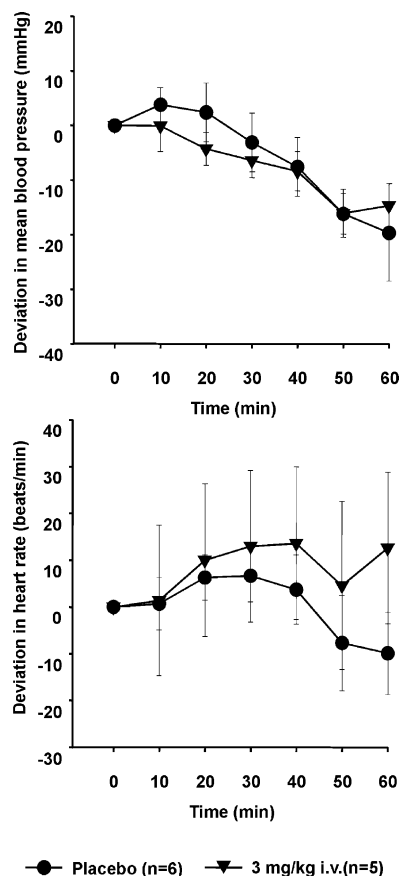 Deviation in mean blood pressure (mmHg)
20
10
0
-10
-20
-30
-40
0 10 20 30 40 50 60
Time (min)
Deviation in heart rate (beats/min)
40
30
20
10
0
-10
-20
-30
0 10 20 30 40 50 60
Time (min)
Placebo (n=6) 3 mg/kg i.v.(n=5)